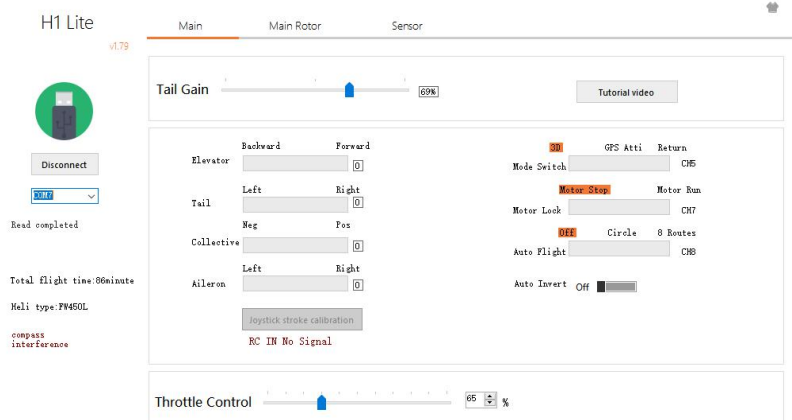 H1 Lite
v1.79
Main Main Rotor Sensor
Tail Gain 69% Tutorial video
Disconnect
COM7
Read completed
Total flight time:86minute
Heli type:FW450L
compass
interference
Backward Forward
Elevator 0
Left Right
Tail 0
Neg Pos
Collective 0
Left Right
Aileron 0
Joystick stroke calibration
RC IN No Signal
3D GPS Atti Return
Mode Switch CH5
Motor Stop Motor Run
Motor Lock CH7
Off Circle 8 Routes
Auto Flight CH8
Auto Invert Off
Throttle Control 65 %